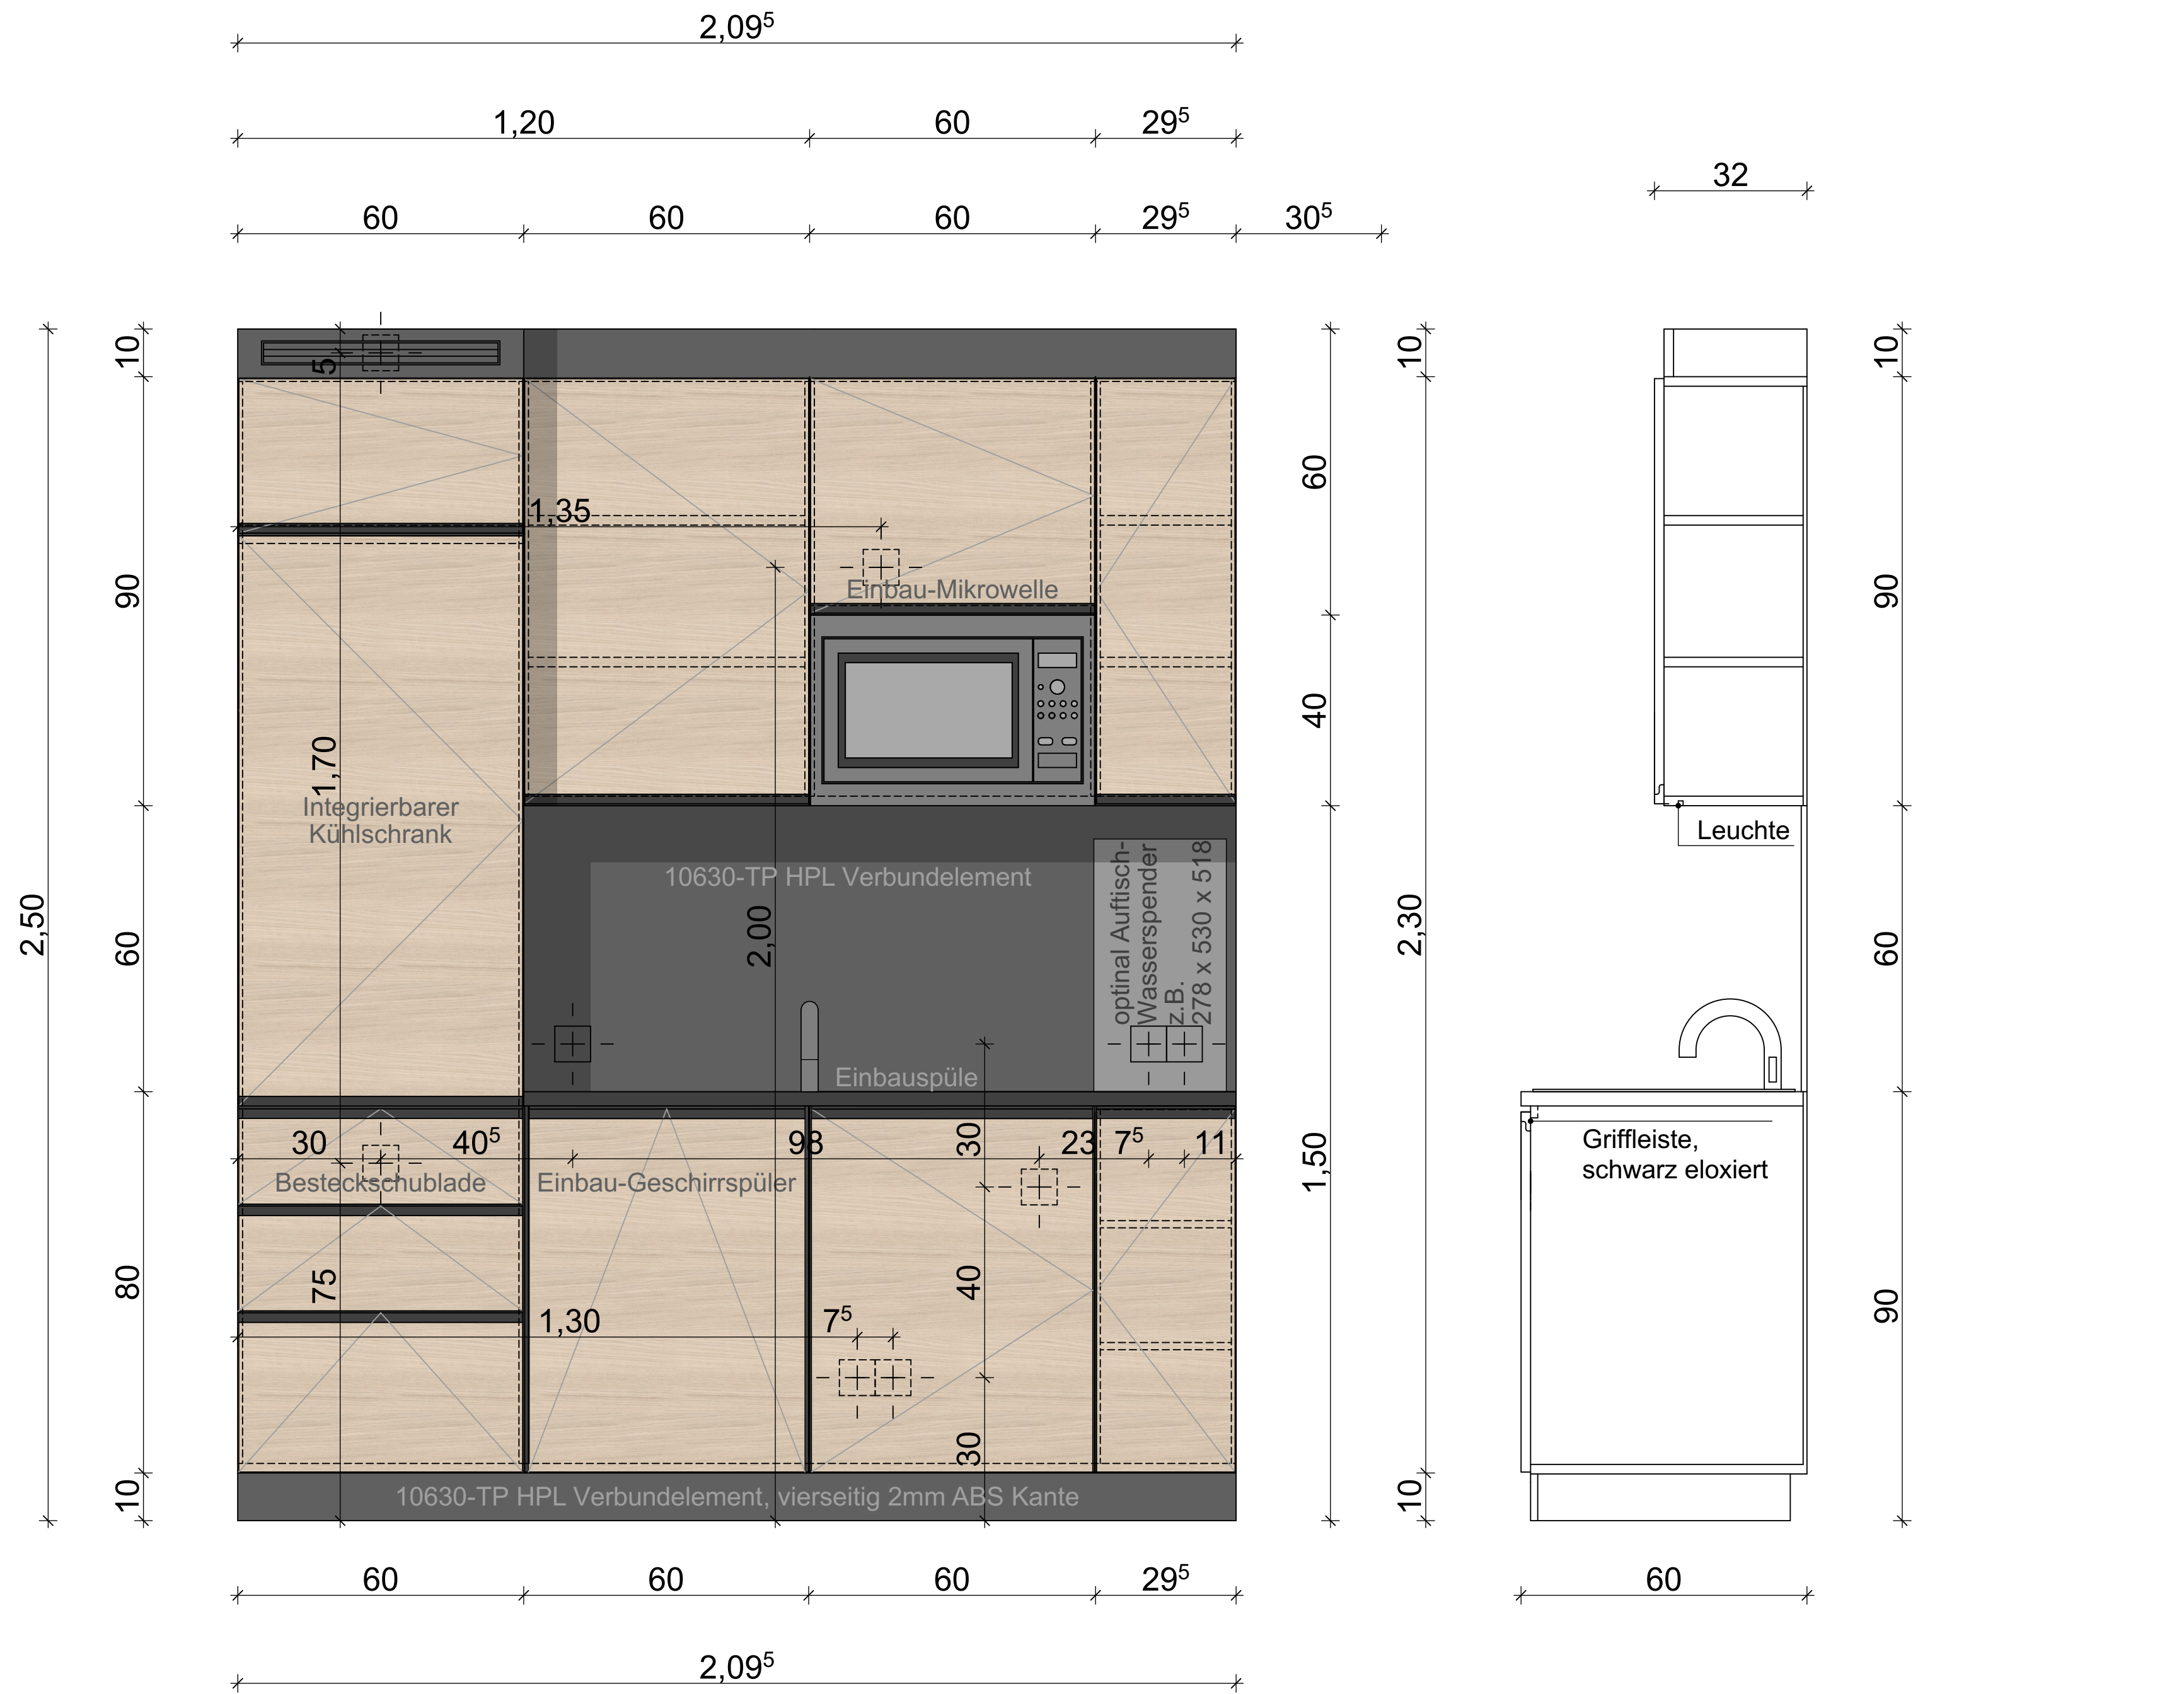 2,09⁵
1,20 60 29⁵
32
60 60 60 29⁵ 30⁵
10
5
10
10
60
1,35
90
90
Einbau-Mikrowelle
40
1,70
Integrierbarer
Kühlschrank
Leuchte
10630-TP HPL Verbundelement
optinal Auftisch-
Wasserspender
z.B.
278 x 530 x 518
2,50
60
2,00
2,30
60
Einbauspüle
30 40⁵ 98 30 23 7⁵ 11
1,50
Griffleiste,
schwarz eloxiert
Besteckschublade
Einbau-Geschirrspüler
80
75
40
90
1,30 7⁵
30
10
10630-TP HPL Verbundelement, vierseitig 2mm ABS Kante
10
60 60 60 29⁵
60
2,09⁵